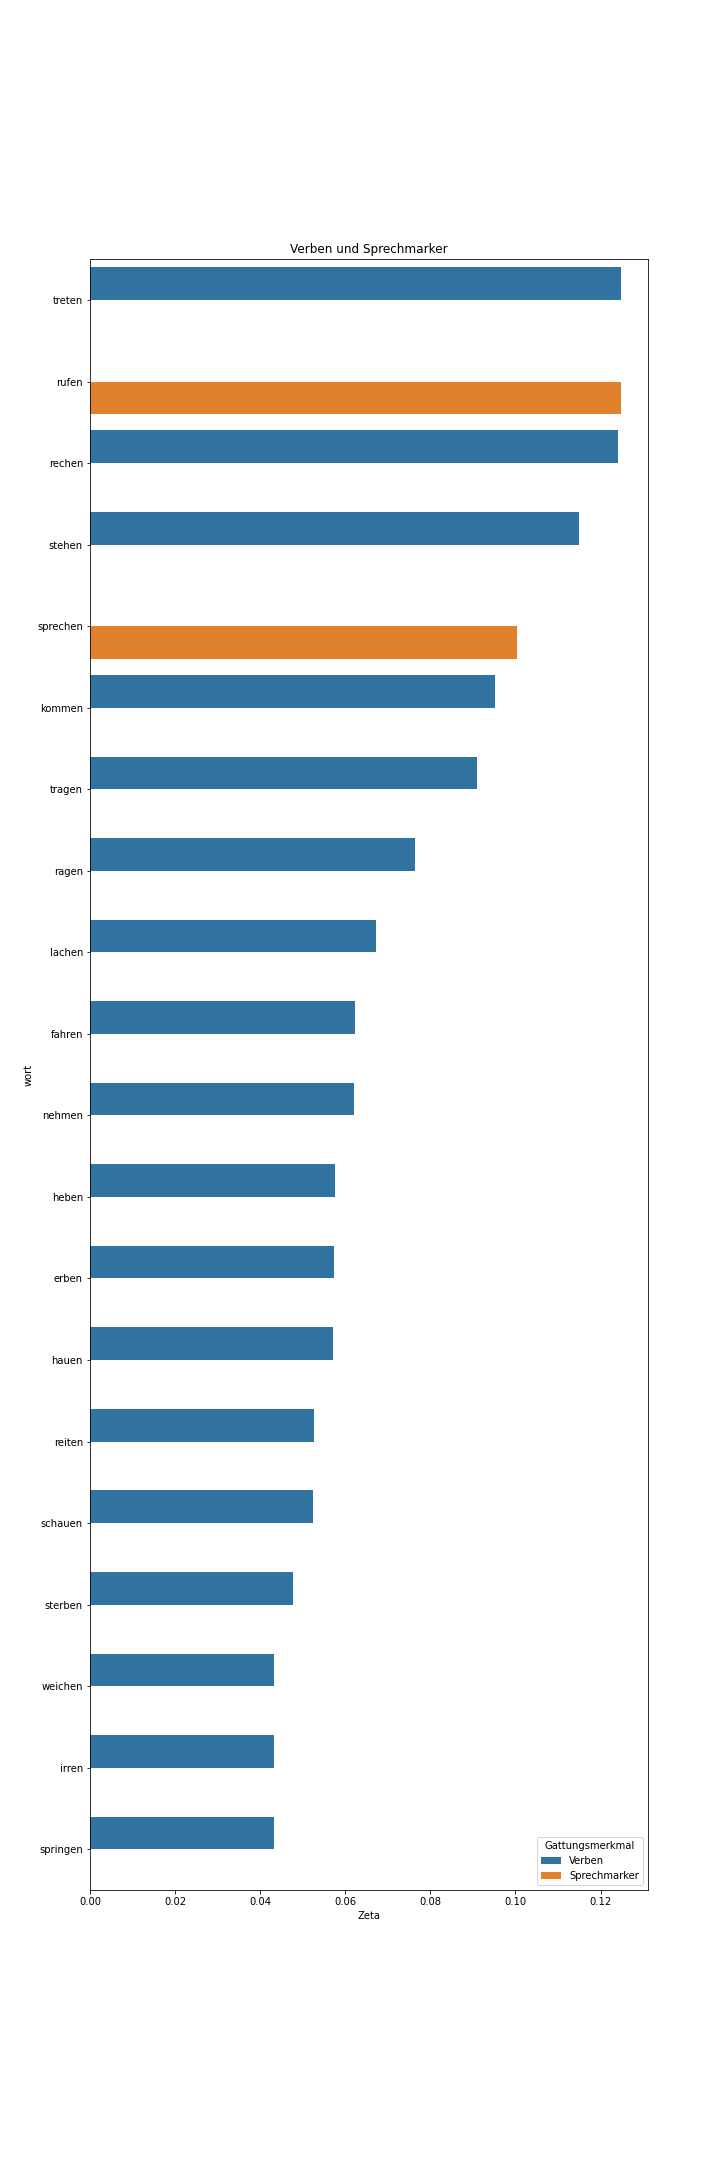 Verben und Sprechmarker
treten
rufen
rechen
stehen
sprechen
kommen
tragen
ragen
lachen
fahren
wort
nehmen
heben
erben
hauen
reiten
schauen
sterben
weichen
irren
springen
Gattungsmerkmal
Verben
Sprechmarker
0.00 0.02 0.04 0.06 0.08 0.10 0.12
Zeta